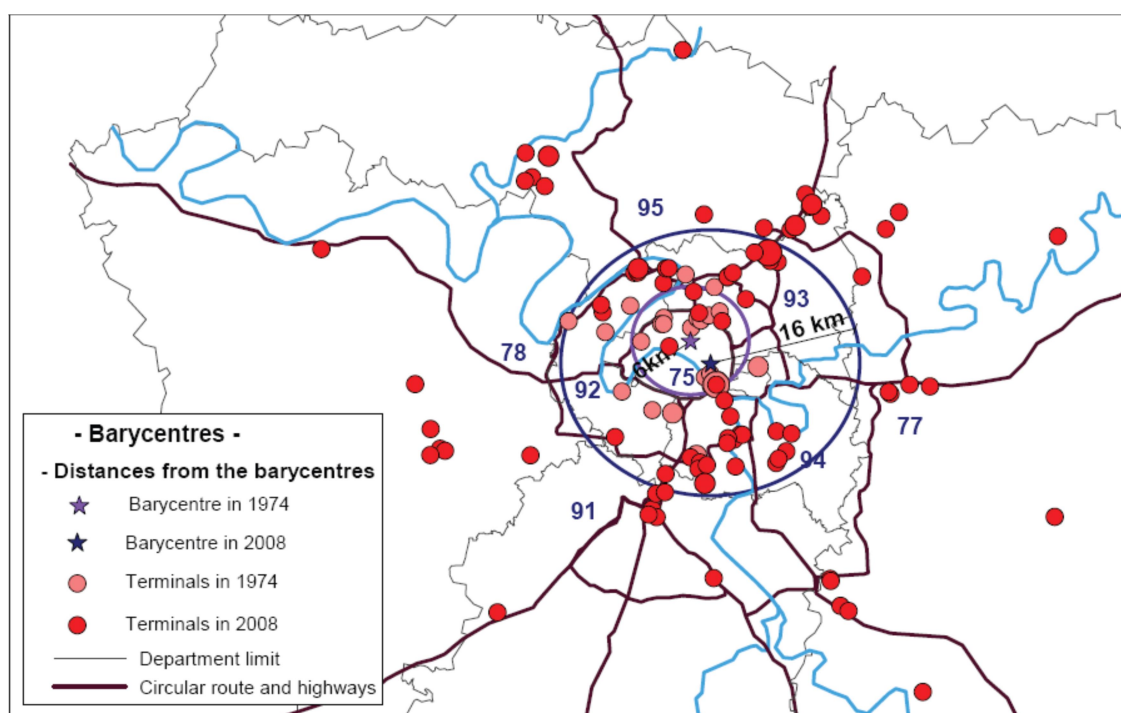 95
93
16 km
78
6km
75
92
77
94
91
- Barycentres -
- Distances from the barycentres
Barycentre in 1974
Barycentre in 2008
Terminals in 1974
Terminals in 2008
Department limit
Circular route and highways